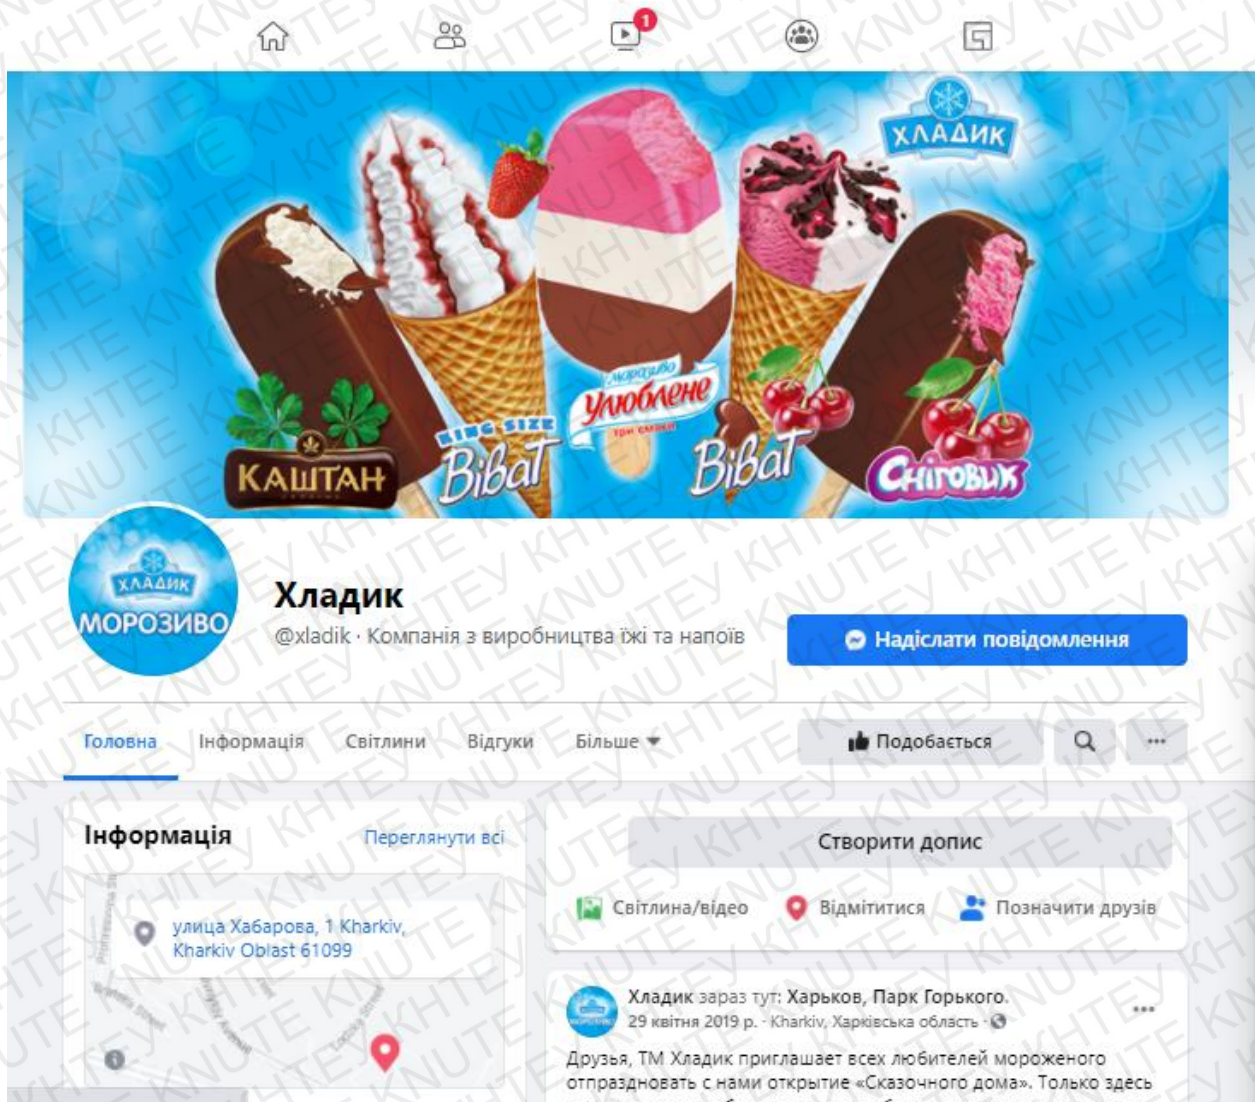 1
ХЛАДИК
КАШТАН
KING SIZE
Віват
морозиво
Улюблене
три смаки
Віват
Сніговик
ХЛАДИК
МОРОЗИВО
Хладик
@xladik · Компанія з виробництва їжі та напоїв
Надіслати повідомлення
Головна Інформація Світлини Відгуки Більше
Подобається
Інформація Переглянути всі
улица Хабарова, 1 Kharkiv,
Kharkiv Oblast 61099
Створити допис
Світлина/відео Відмітитися Позначити друзів
Хладик зараз тут: Харьков, Парк Горького.
29 квітня 2019 р. · Kharkiv, Харківська область ·
Друзья, ТМ Хладик приглашает всех любителей мороженого
отпраздновать с нами открытие «Сказочного дома». Только здесь